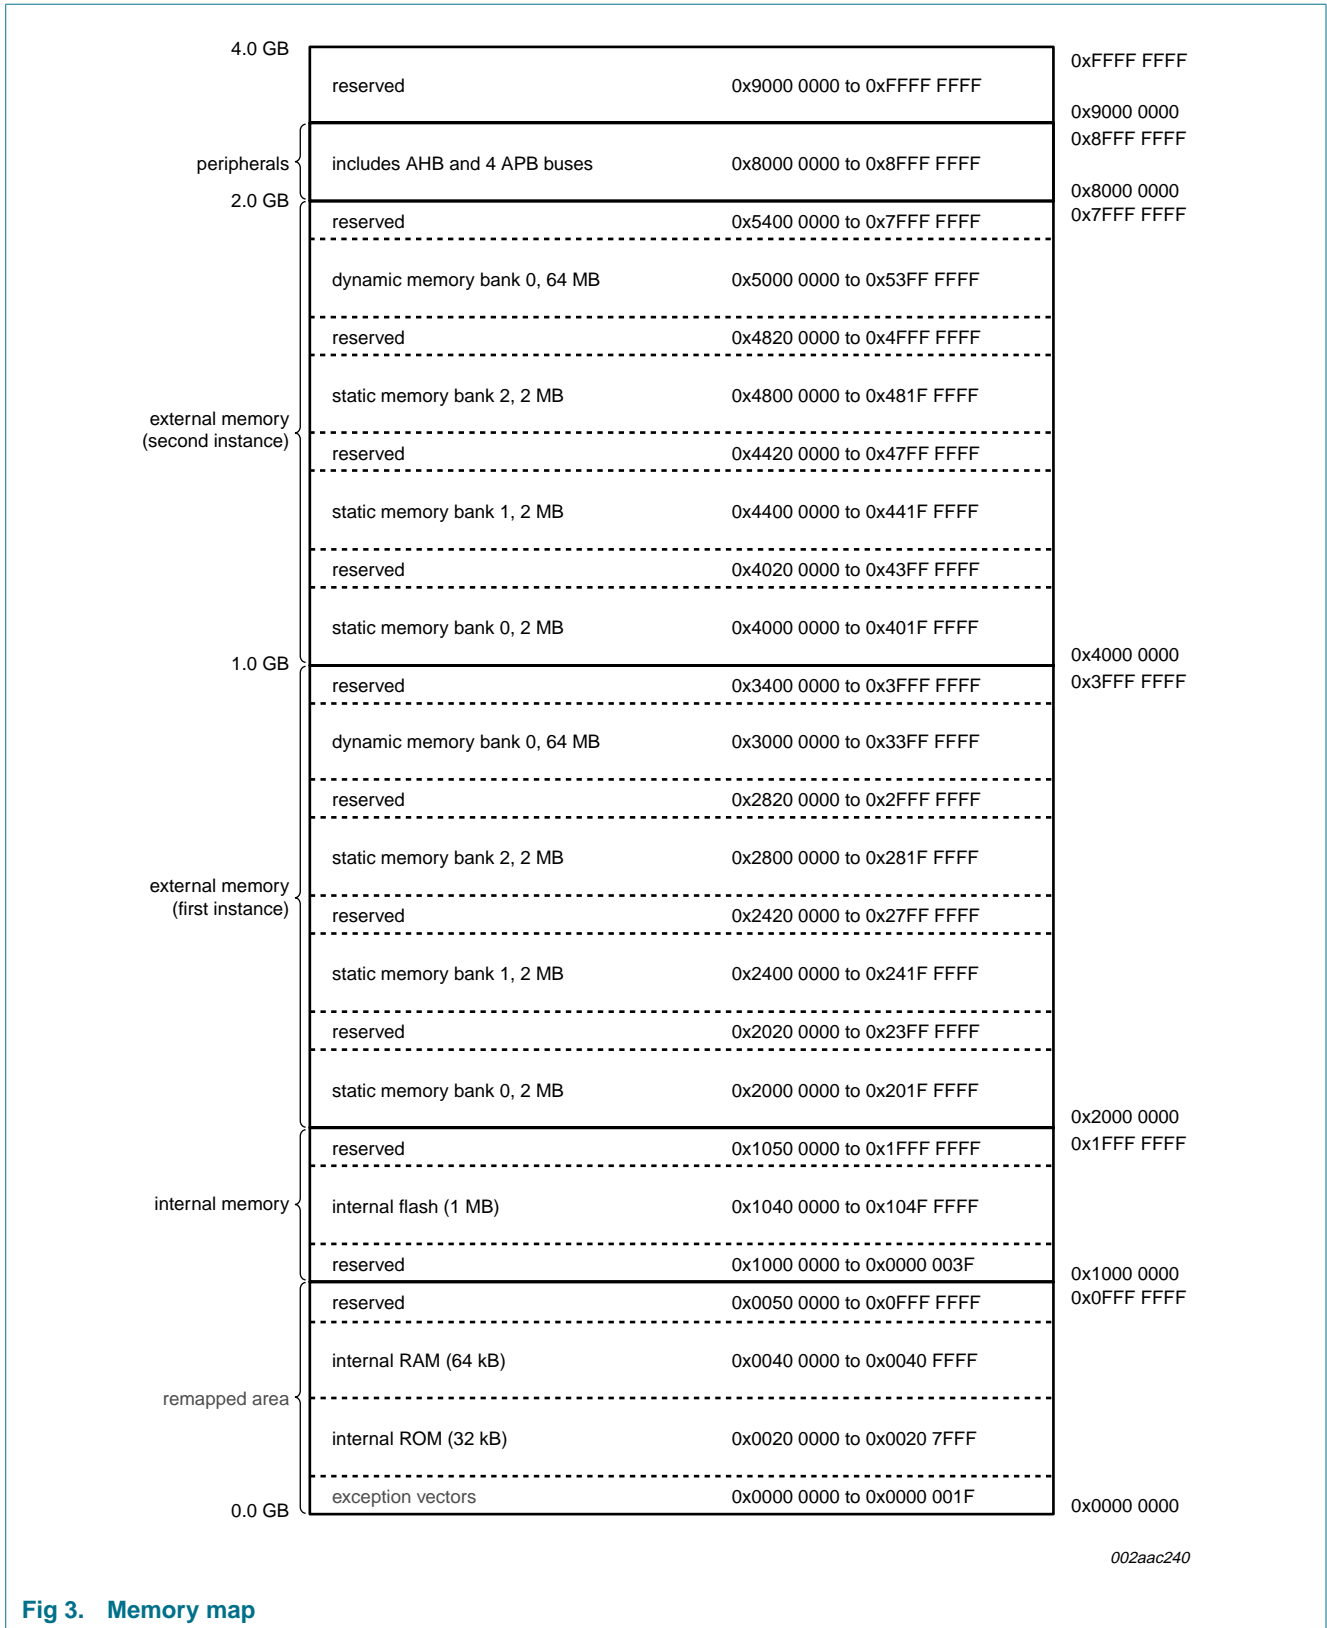 4.0 GB
0xFFFF FFFF
reserved 0x9000 0000 to 0xFFFF FFFF
0x9000 0000
0x8FFF FFFF
peripherals includes AHB and 4 APB buses 0x8000 0000 to 0x8FFF FFFF
0x8000 0000
2.0 GB
0x7FFF FFFF
reserved 0x5400 0000 to 0x7FFF FFFF
dynamic memory bank 0, 64 MB 0x5000 0000 to 0x53FF FFFF
reserved 0x4820 0000 to 0x4FFF FFFF
static memory bank 2, 2 MB 0x4800 0000 to 0x481F FFFF
external memory
(second instance)
reserved 0x4420 0000 to 0x47FF FFFF
static memory bank 1, 2 MB 0x4400 0000 to 0x441F FFFF
reserved 0x4020 0000 to 0x43FF FFFF
static memory bank 0, 2 MB 0x4000 0000 to 0x401F FFFF
0x4000 0000
1.0 GB
0x3FFF FFFF
reserved 0x3400 0000 to 0x3FFF FFFF
dynamic memory bank 0, 64 MB 0x3000 0000 to 0x33FF FFFF
reserved 0x2820 0000 to 0x2FFF FFFF
static memory bank 2, 2 MB 0x2800 0000 to 0x281F FFFF
external memory
(first instance)
reserved 0x2420 0000 to 0x27FF FFFF
static memory bank 1, 2 MB 0x2400 0000 to 0x241F FFFF
reserved 0x2020 0000 to 0x23FF FFFF
static memory bank 0, 2 MB 0x2000 0000 to 0x201F FFFF
0x2000 0000
0x1FFF FFFF
reserved 0x1050 0000 to 0x1FFF FFFF
internal memory internal flash (1 MB) 0x1040 0000 to 0x104F FFFF
reserved 0x1000 0000 to 0x0000 003F
0x1000 0000
0x0FFF FFFF
reserved 0x0050 0000 to 0x0FFF FFFF
internal RAM (64 kB) 0x0040 0000 to 0x0040 FFFF
remapped area
internal ROM (32 kB) 0x0020 0000 to 0x0020 7FFF
exception vectors 0x0000 0000 to 0x0000 001F
0x0000 0000
0.0 GB
002aac240
Fig 3. Memory map